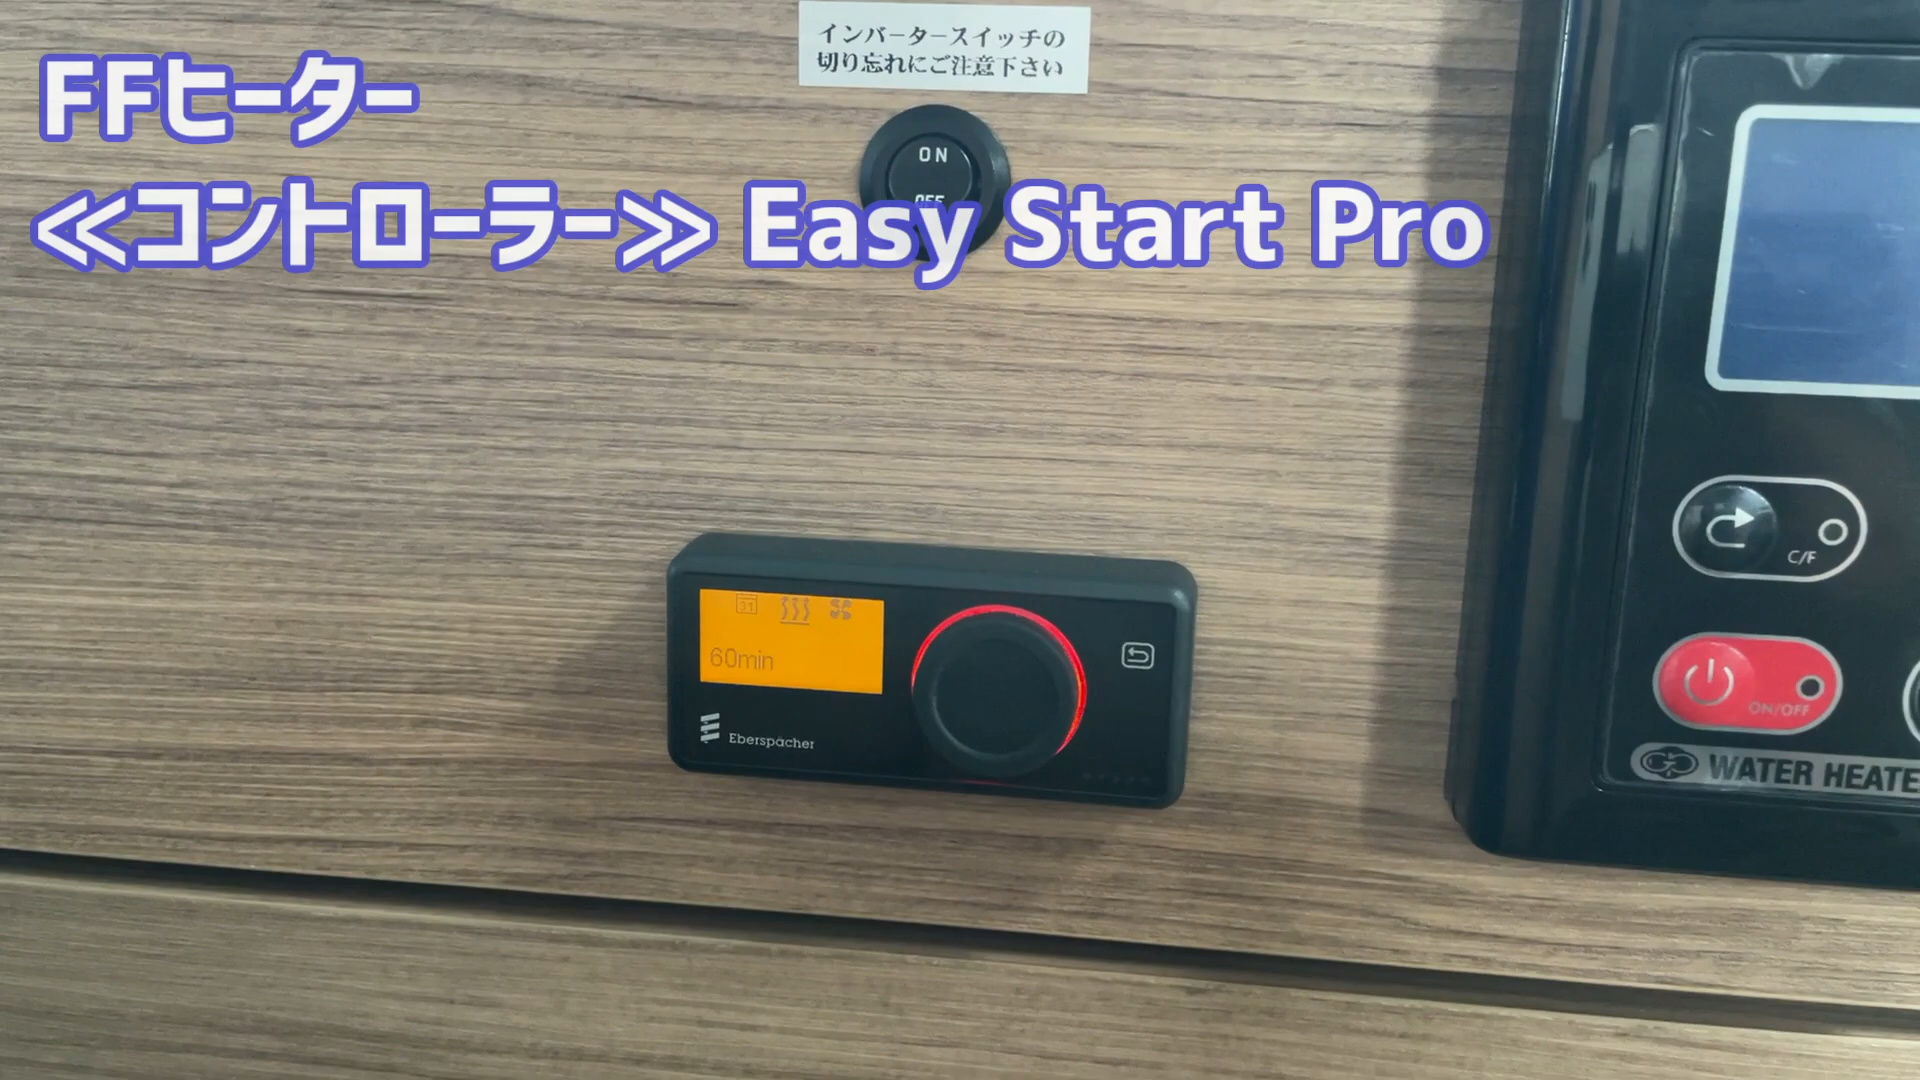 インバータースイッチの
切り忘れにご注意下さい
FFヒーター
ON
OFF
≪コントローラー≫ Easy Start Pro
31
60min
Eberspächer
C/F
ON/OFF
WATER HEATE